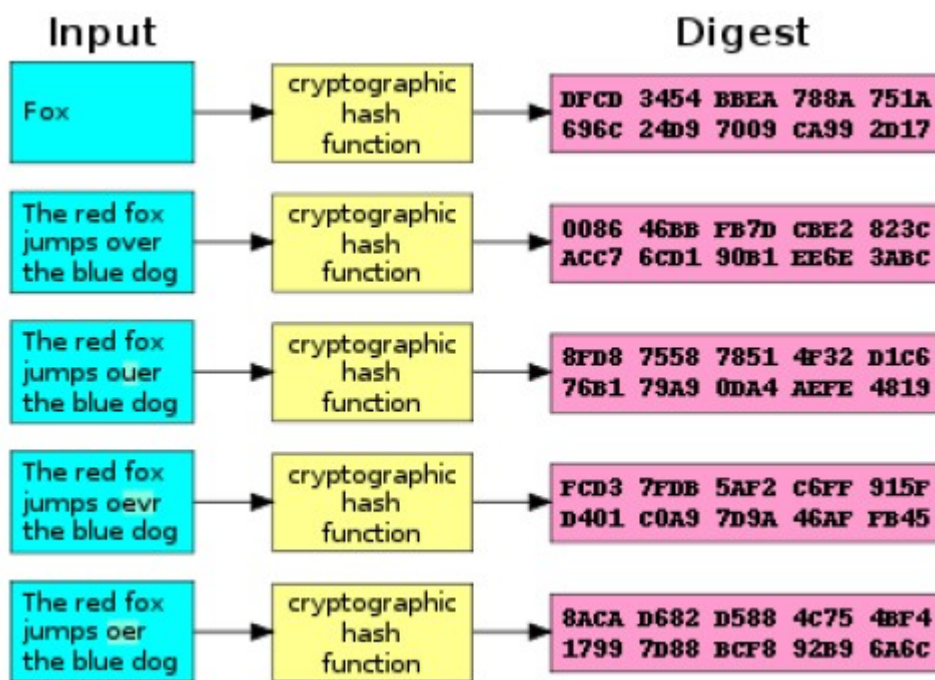 Input
Digest
Fox
cryptographic
hash
function
DFCD 3454 BBEA 788A 751A
696C 24D9 7009 CA99 2D17
The red fox
jumps over
the blue dog
cryptographic
hash
function
0086 46BB FB7D CBE2 823C
ACC7 6CD1 90B1 EE6E 3ABC
The red fox
jumps ouer
the blue dog
cryptographic
hash
function
8FD8 7558 7851 4F32 D1C6
76B1 79A9 0DA4 AEFE 4819
The red fox
jumps oevr
the blue dog
cryptographic
hash
function
FCD3 7FDB 5AF2 C6FF 915F
D401 C0A9 7D9A 46AF FB45
The red fox
jumps oer
the blue dog
cryptographic
hash
function
8ACA D682 D588 4C75 4BF4
1799 7D88 BCF8 92B9 6A6C